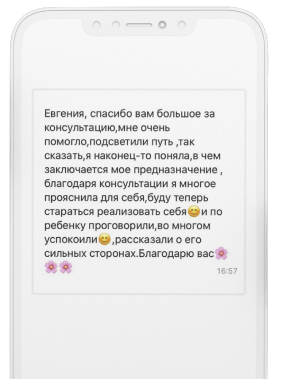 Евгения, спасибо вам большое за
консультацию,мне очень
помогло,подсветили путь ,так
сказать,я наконец-то поняла,в чем
заключается мое предназначение ,
благодаря консультации я многое
прояснила для себя,буду теперь
стараться реализовать себя😊и по
ребенку проговорили,во многом
успокоили😊,рассказали о его
сильных сторонах.Благодарю вас🌸
🌸🌸
16:57